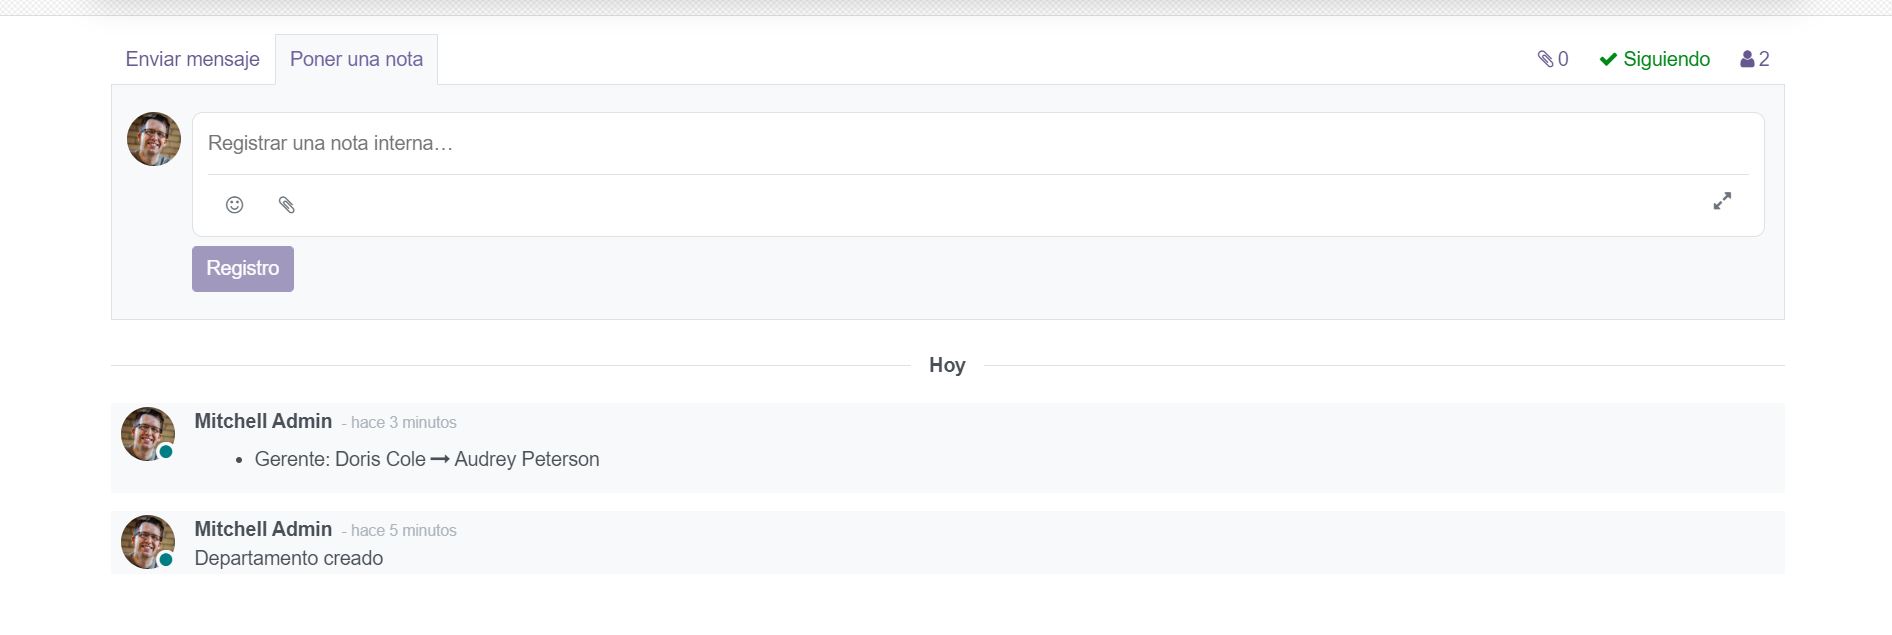 Enviar mensaje Poner una nota 0 Siguiendo 2
Registrar una nota interna…
Registro
Hoy
Mitchell Admin - hace 3 minutos
• Gerente: Doris Cole → Audrey Peterson
Mitchell Admin - hace 5 minutos
Departamento creado